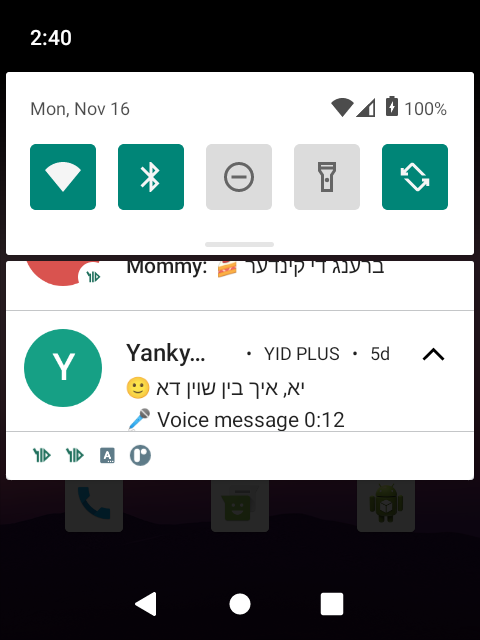 2:40
Mon, Nov 16
100%
Mommy: 🍰 ברענג די קינדער
Y
Yanky… • YID PLUS • 5d
יא, איך בין שוין דא 🙂
🎤 Voice message 0:12